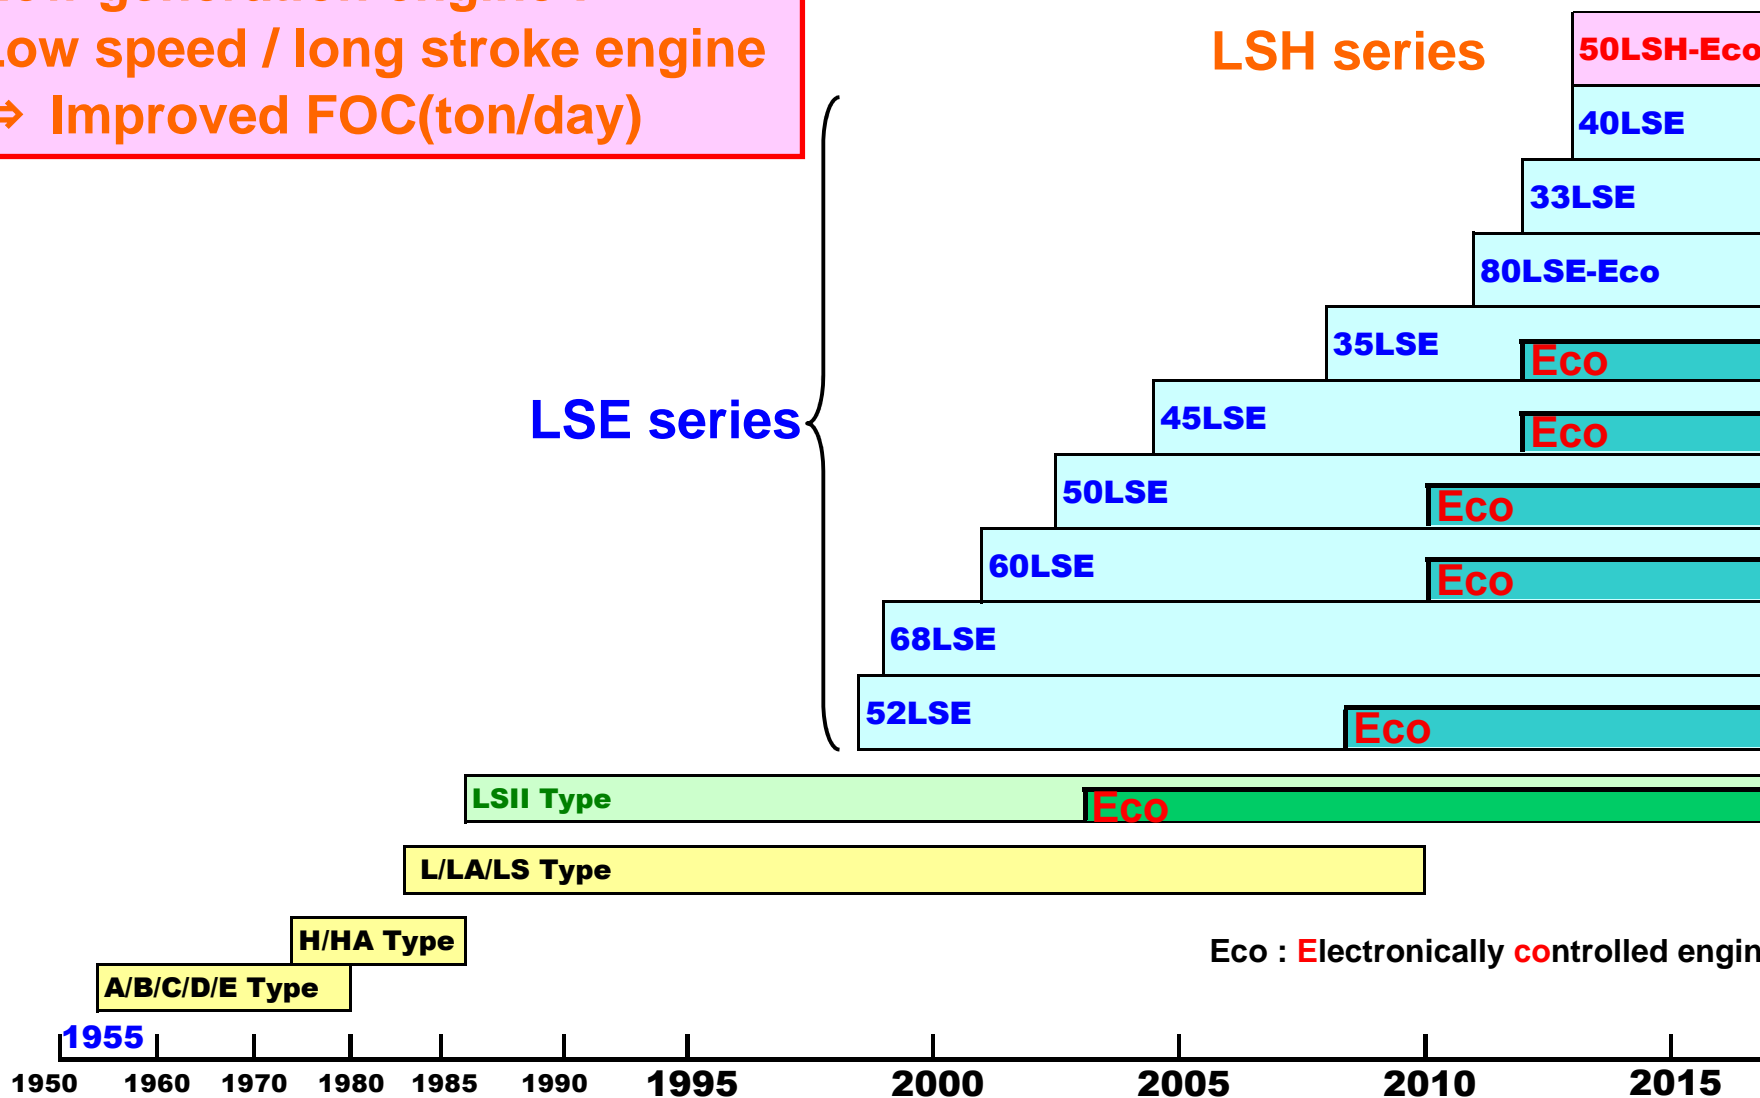 generation engine :
Low speed / long stroke engine
⇒ Improved FOC(ton/day)
LSH series
50LSH-Eco
40LSE
33LSE
80LSE-Eco
35LSE
Eco
LSE series
45LSE
Eco
50LSE
Eco
60LSE
Eco
68LSE
52LSE
Eco
LSII Type
Eco
L/LA/LS Type
H/HA Type
Eco : Electronically controlled engin
A/B/C/D/E Type
1955
1950 1960 1970 1980 1985 1990 1995 2000 2005 2010 2015